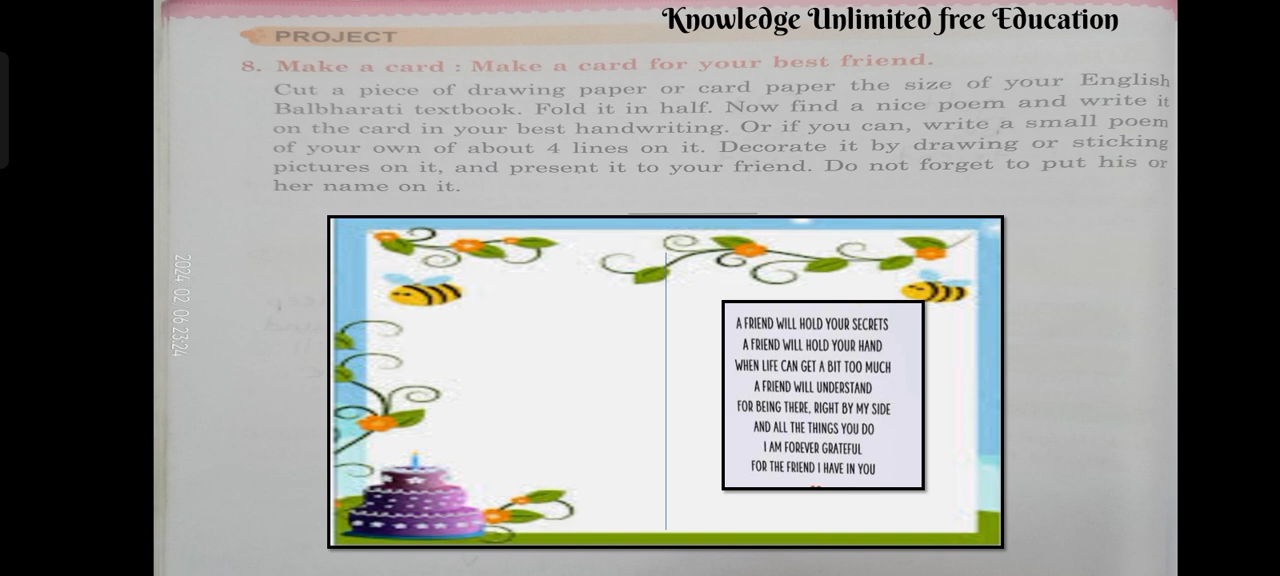 Knowledge Unlimited free Education
PROJECT
8. Make a card : Make a card for your best friend.
Cut a piece of drawing paper or card paper the size of your English
Balbharati textbook. Fold it in half. Now find a nice poem and write it
on the card in your best handwriting. Or if you can, write a small poem
of your own of about 4 lines on it. Decorate it by drawing or sticking
pictures on it, and present it to your friend. Do not forget to put his or
her name on it.
2024 02 06 23:24
A FRIEND WILL HOLD YOUR SECRETS
A FRIEND WILL HOLD YOUR HAND
WHEN LIFE CAN GET A BIT TOO MUCH
A FRIEND WILL UNDERSTAND
FOR BEING THERE, RIGHT BY MY SIDE
AND ALL THE THINGS YOU DO
I AM FOREVER GRATEFUL
FOR THE FRIEND I HAVE IN YOU